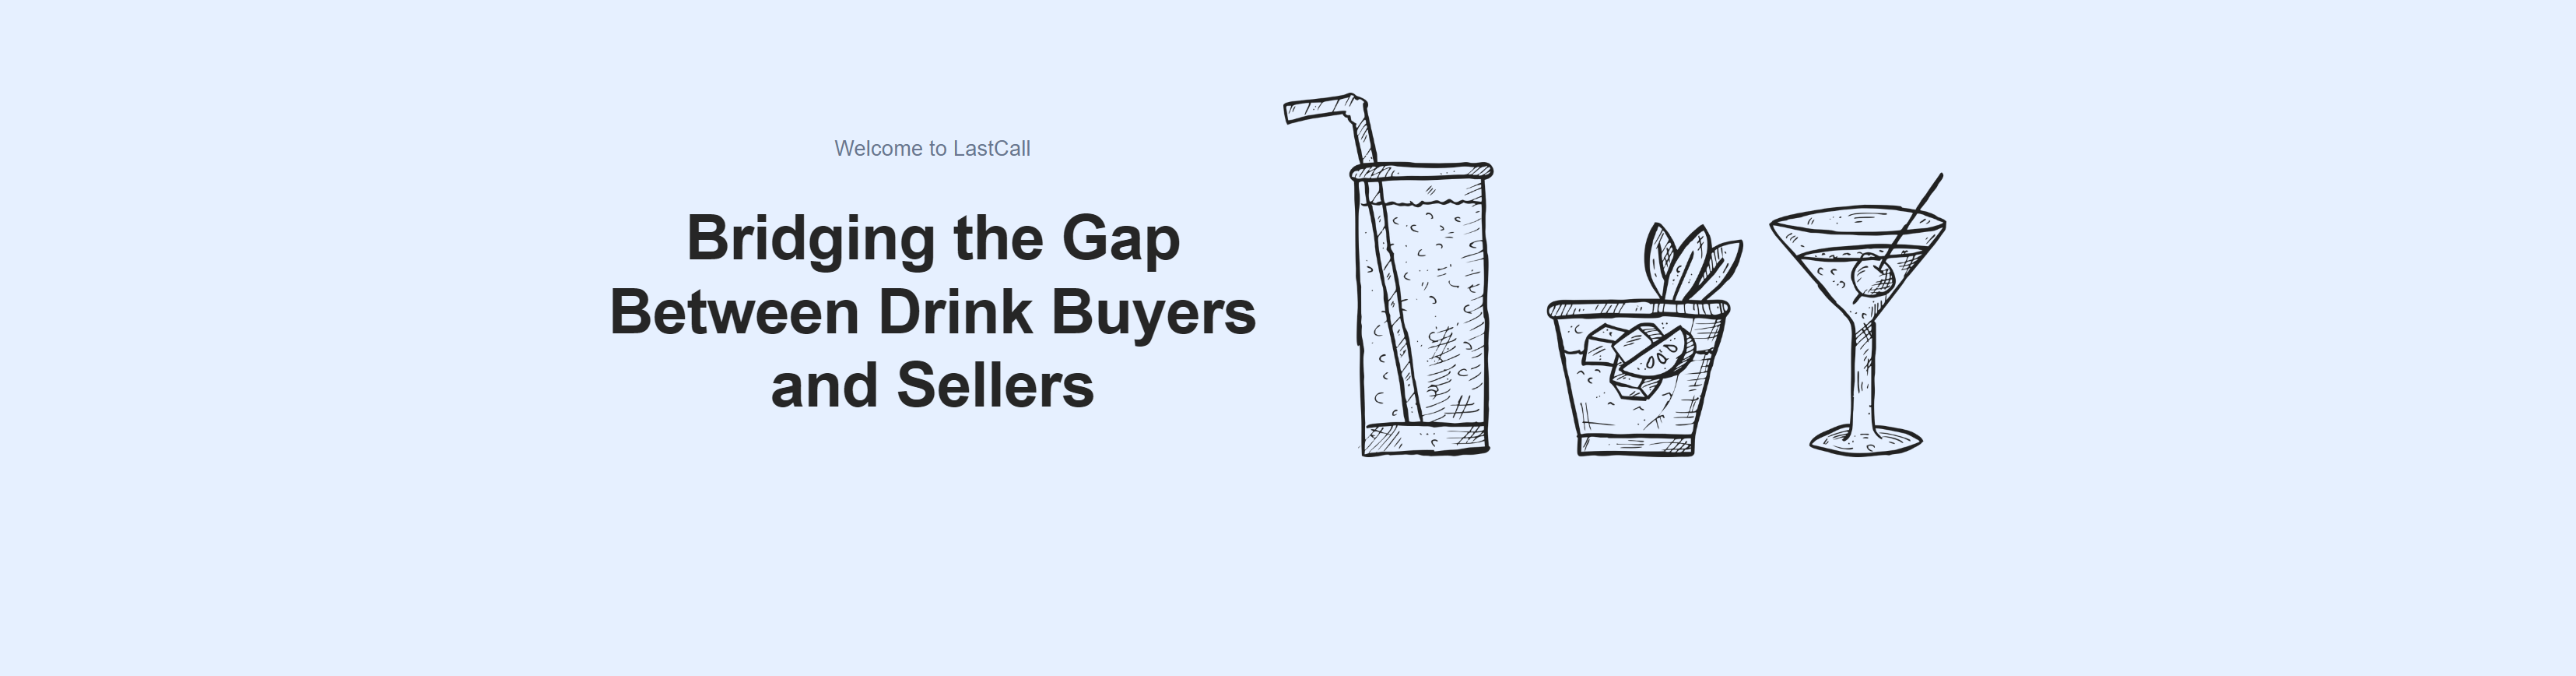 Welcome to LastCall
Bridging the Gap
Between Drink Buyers
and Sellers